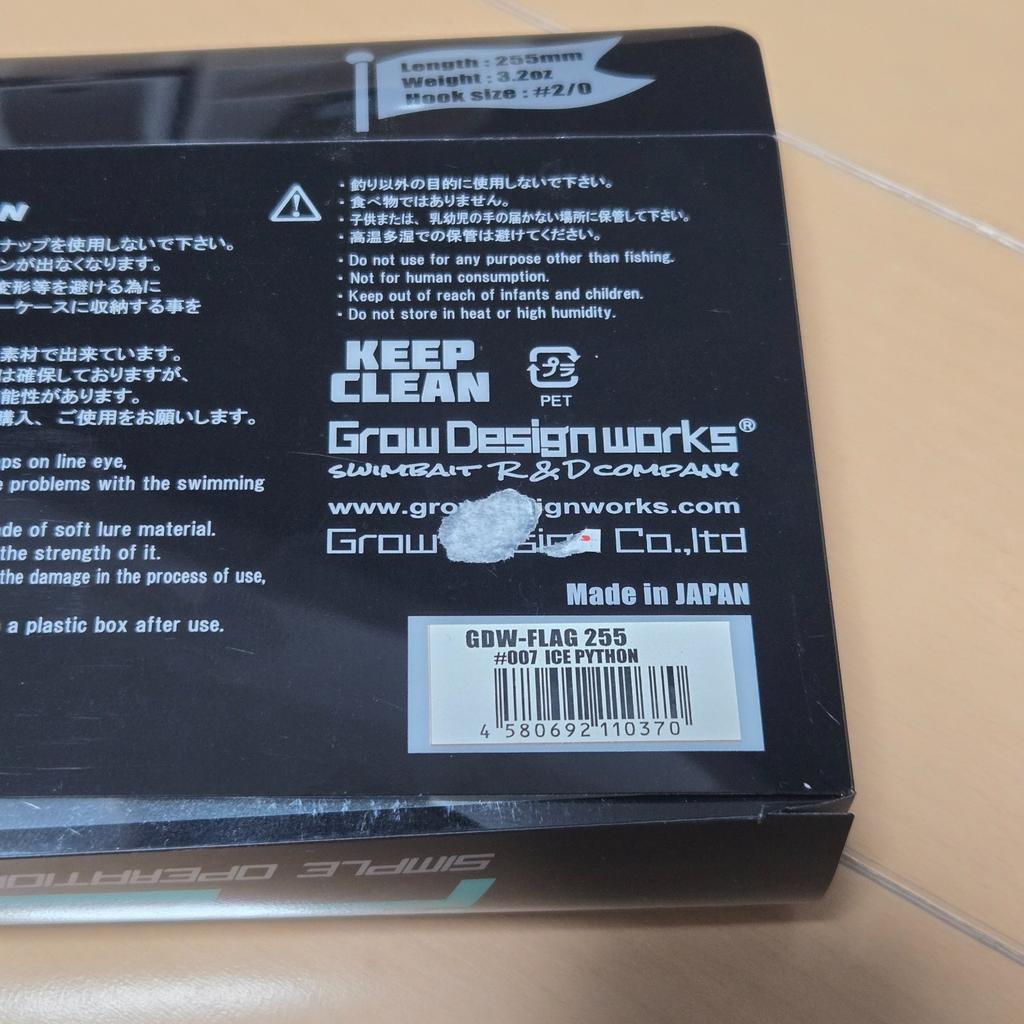 Length : 255mm
Weight : 3.2oz
Hook size : #2/0
N
ナップを使用しないで下さい。
ンが出なくなります。
変形等を避ける為に
ーケースに収納する事を
素材で出来ています。
は確保しておりますが、
能性があります。
購入、ご使用をお願いします。
ps on line eye,
e problems with the swimming
de of soft lure material.
the strength of it.
the damage in the process of use,
a plastic box after use.
・釣り以外の目的に使用しないで下さい。
・食べ物ではありません。
・子供または、乳幼児の手の届かない場所に保管して下さい。
・高温多湿での保管は避けてください。
・Do not use for any purpose other than fishing.
・Not for human consumption.
・Keep out of reach of infants and children.
・Do not store in heat or high humidity.
KEEP
CLEAN
プラ
PET
Grow Design works®
SWIMBAIT R&D COMPANY
www.gro ignworks.com
Grow Co.,ltd
Made in JAPAN
GDW-FLAG 255
#007 ICE PYTHON
4 580692 110370
SIMPLE OPERATIO